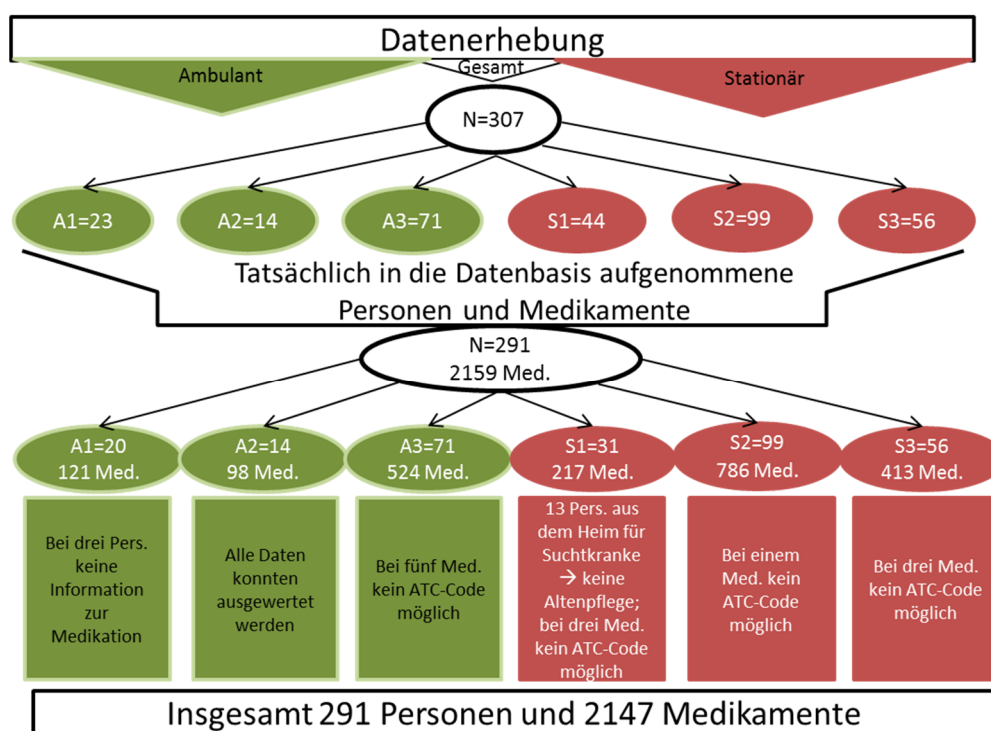 Datenerhebung
Ambulant
Gesamt
Stationär
N=307
A1=23
A2=14
A3=71
S1=44
S2=99
S3=56
Tatsächlich in die Datenbasis aufgenommene
Personen und Medikamente
N=291
2159 Med.
A1=20
121 Med.
A2=14
98 Med.
A3=71
524 Med.
S1=31
217 Med.
S2=99
786 Med.
S3=56
413 Med.
Bei drei Pers.
keine
Information
zur
Medikation
Alle Daten
konnten
ausgewertet
werden
Bei fünf Med.
kein ATC-Code
möglich
13 Pers. aus
dem Heim für
Suchtkranke
→ keine
Altenpflege;
bei drei Med.
kein ATC-Code
möglich
Bei einem
Med. kein
ATC-Code
möglich
Bei drei Med.
kein ATC-Code
möglich
Insgesamt 291 Personen und 2147 Medikamente